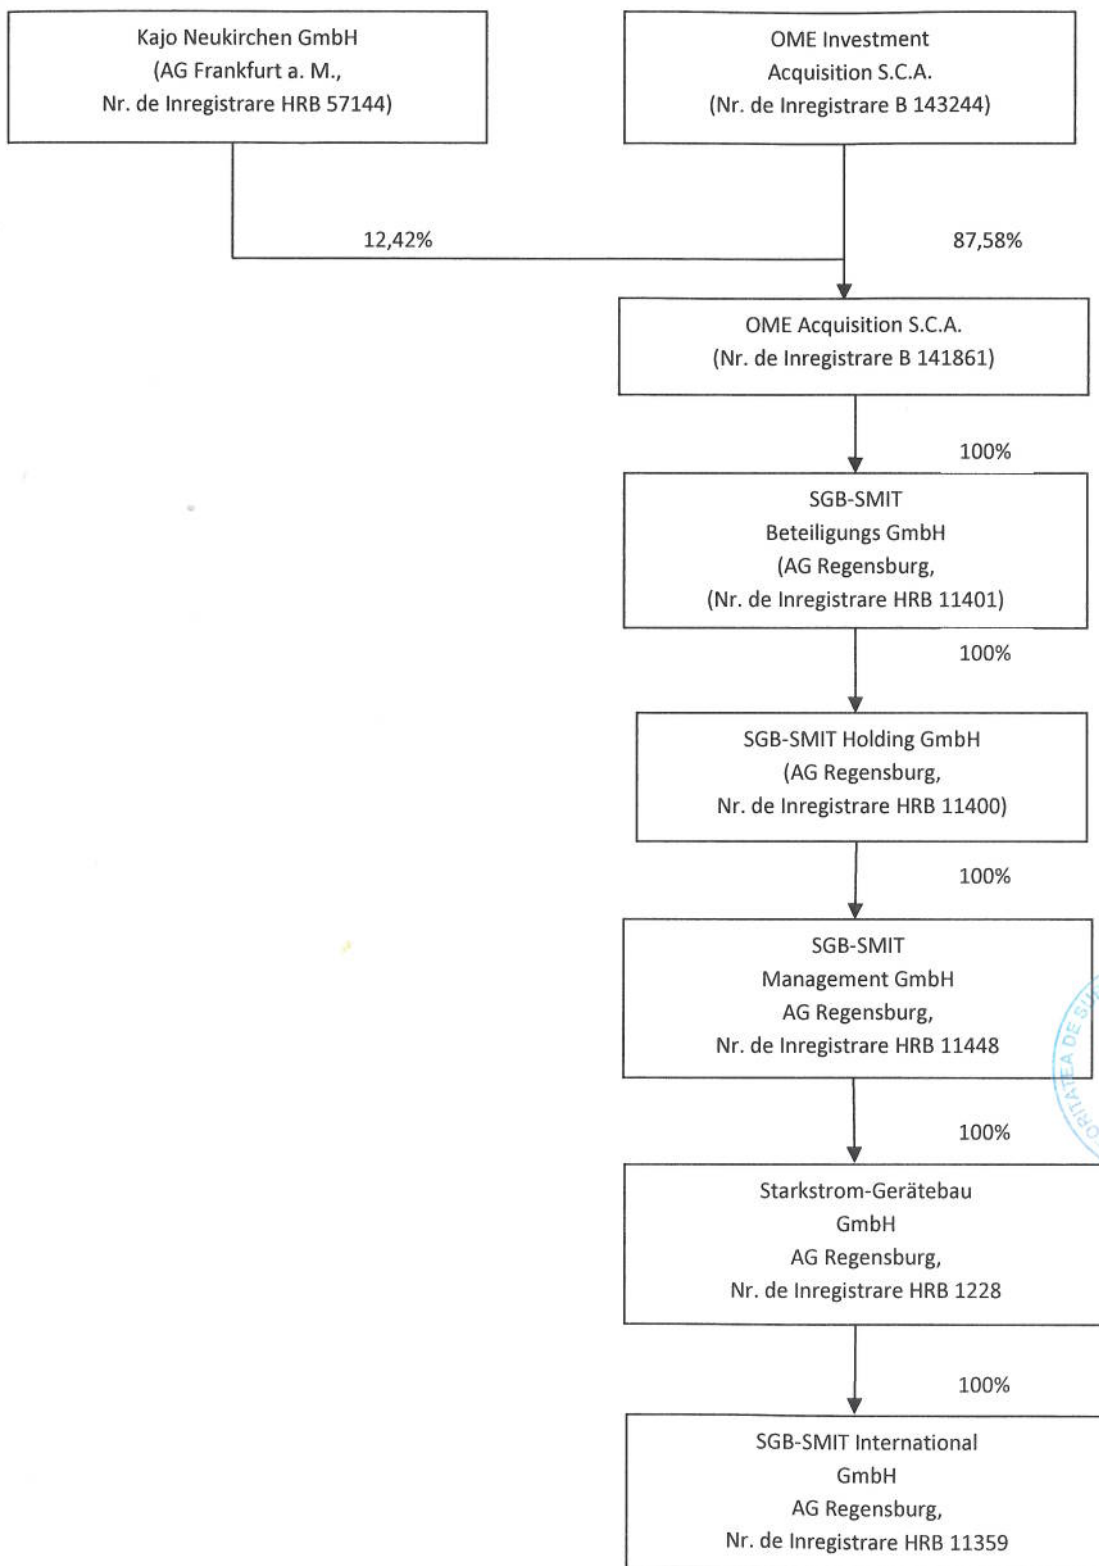 Kajo Neukirchen GmbH
(AG Frankfurt a. M.,
Nr. de Inregistrare HRB 57144)
OME Investment
Acquisition S.C.A.
(Nr. de Inregistrare B 143244)
12,42%
87,58%
OME Acquisition S.C.A.
(Nr. de Inregistrare B 141861)
100%
SGB-SMIT
Beteiligungs GmbH
(AG Regensburg,
(Nr. de Inregistrare HRB 11401)
100%
SGB-SMIT Holding GmbH
(AG Regensburg,
Nr. de Inregistrare HRB 11400)
100%
SGB-SMIT
Management GmbH
AG Regensburg,
Nr. de Inregistrare HRB 11448
ORITATEA DE SU
100%
Starkstrom-Gerätebau
GmbH
AG Regensburg,
Nr. de Inregistrare HRB 1228
100%
SGB-SMIT International
GmbH
AG Regensburg,
Nr. de Inregistrare HRB 11359